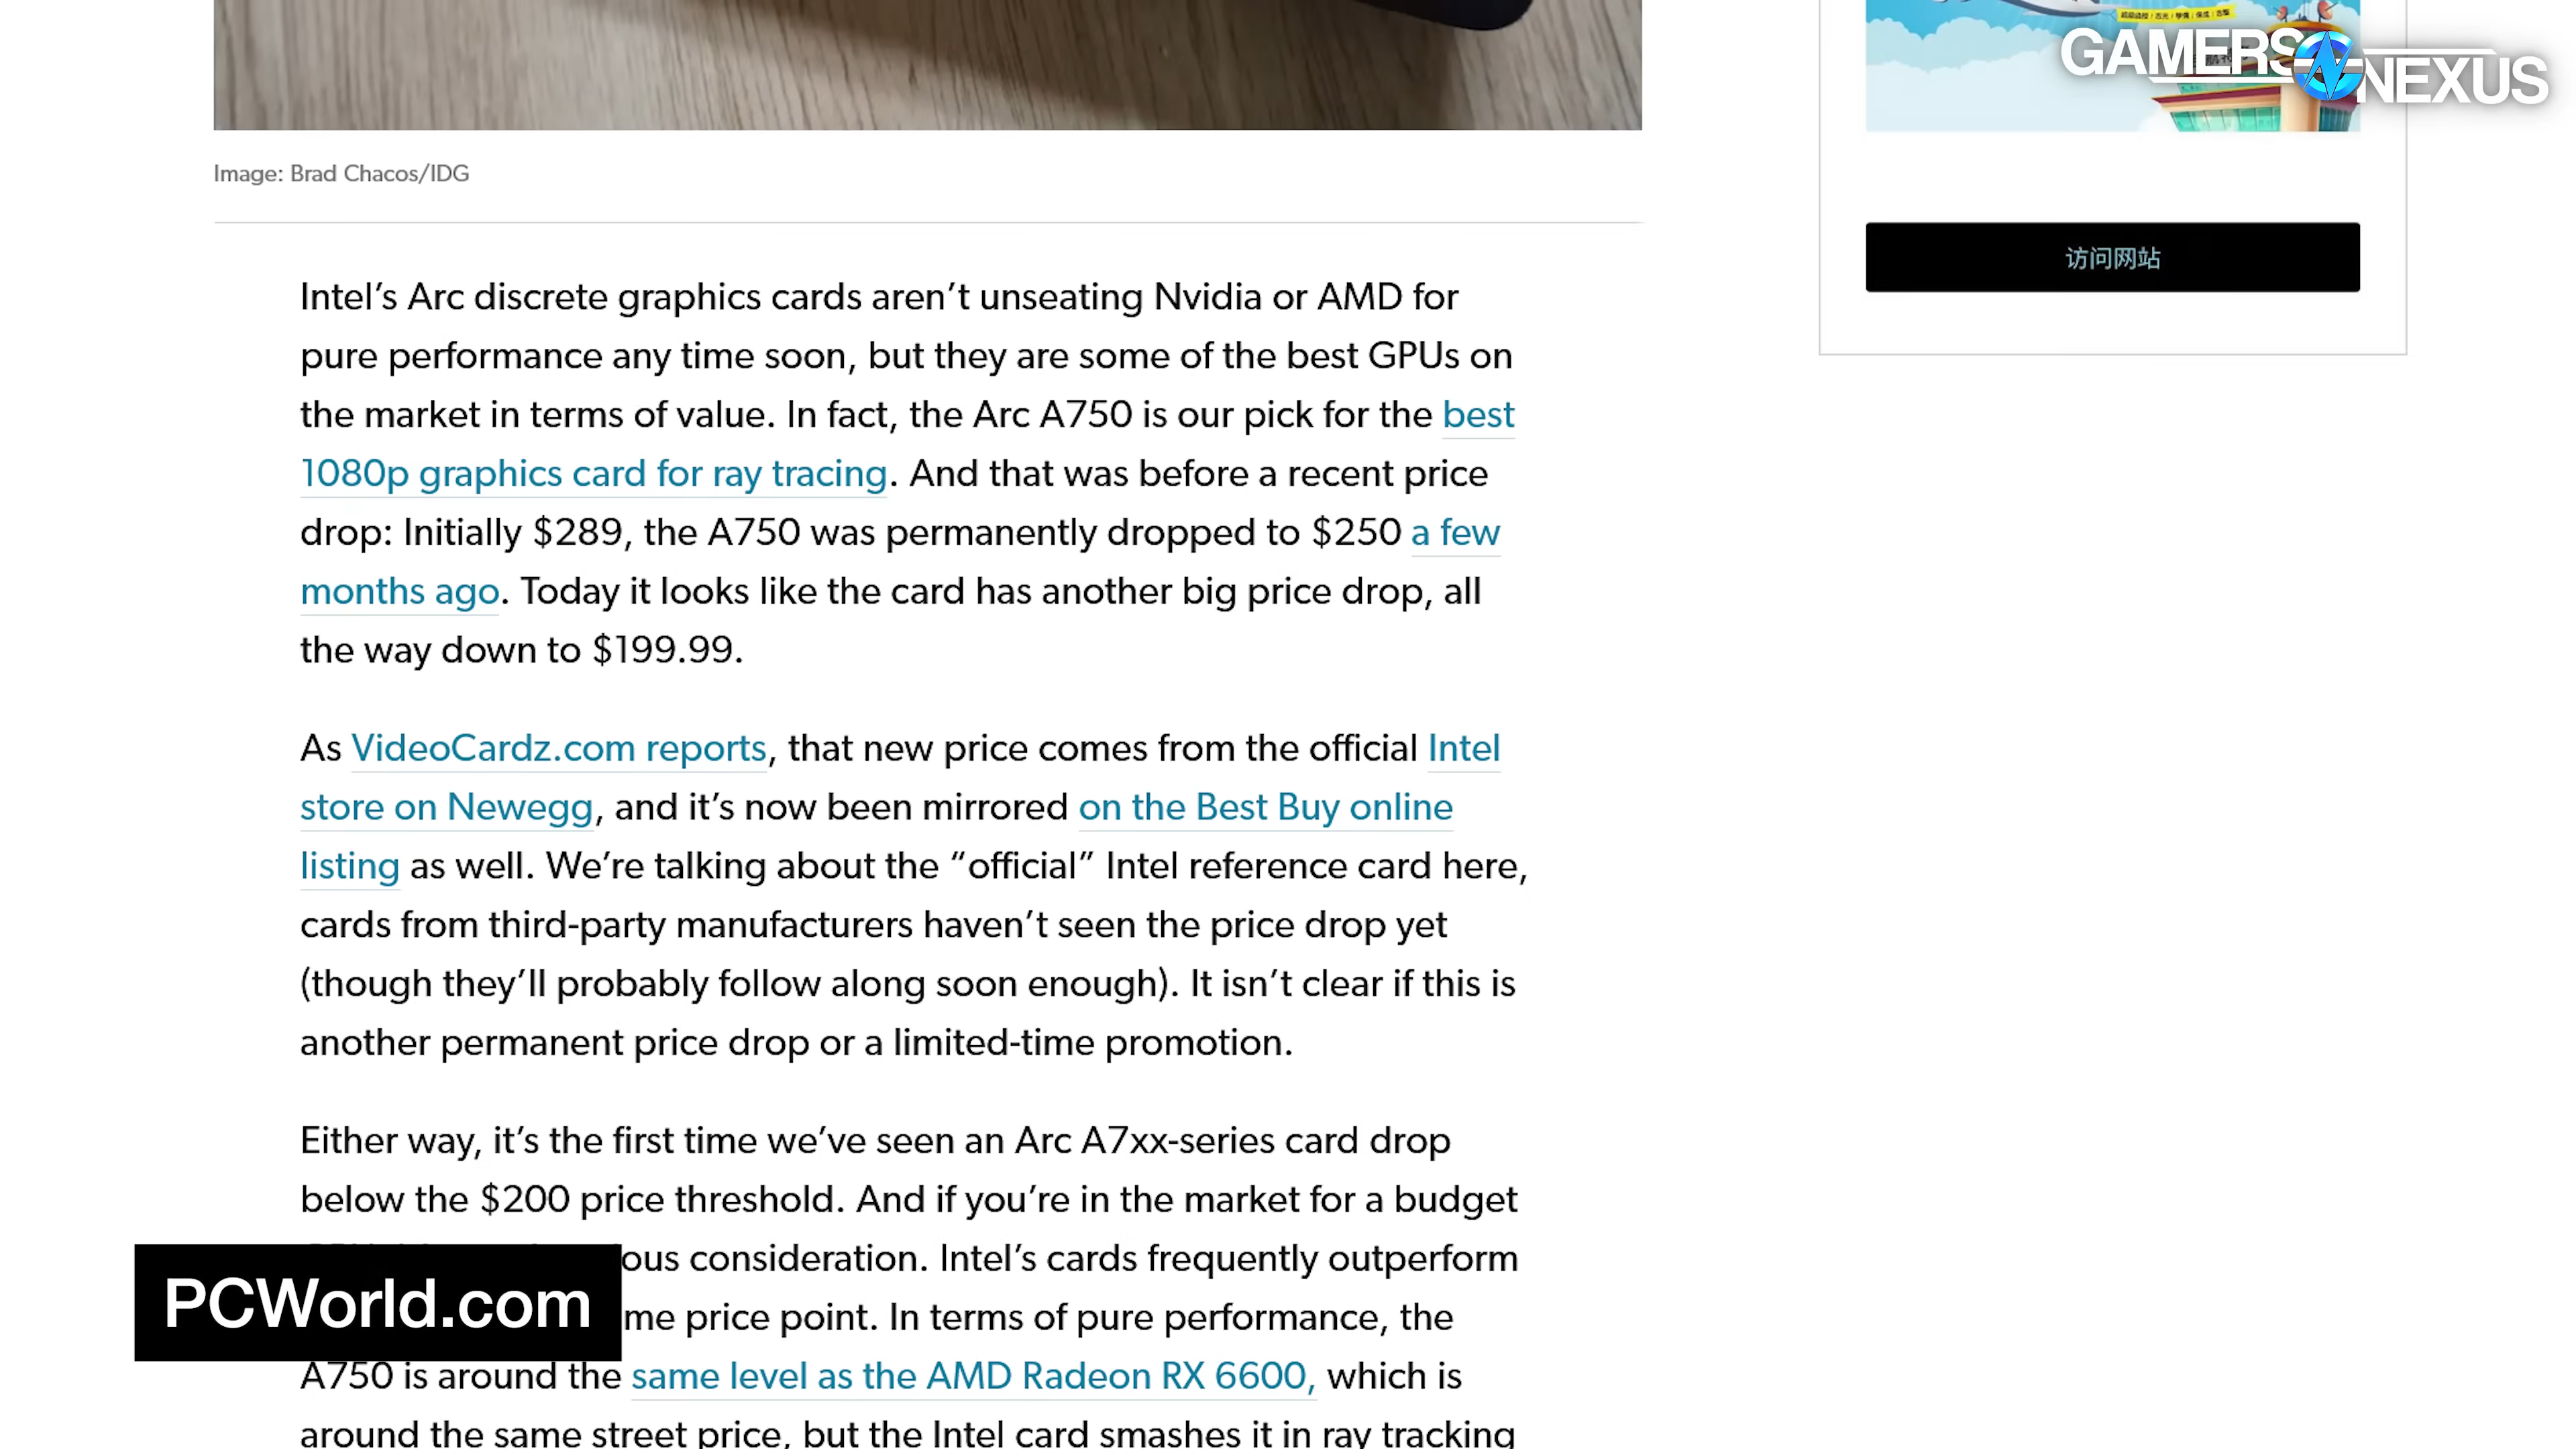 GAMERS NEXUS
Image: Brad Chacos/IDG
访问网站
Intel’s Arc discrete graphics cards aren’t unseating Nvidia or AMD for
pure performance any time soon, but they are some of the best GPUs on
the market in terms of value. In fact, the Arc A750 is our pick for the best
1080p graphics card for ray tracing. And that was before a recent price
drop: Initially $289, the A750 was permanently dropped to $250 a few
months ago. Today it looks like the card has another big price drop, all
the way down to $199.99.
As VideoCardz.com reports, that new price comes from the official Intel
store on Newegg, and it’s now been mirrored on the Best Buy online
listing as well. We’re talking about the “official” Intel reference card here,
cards from third-party manufacturers haven’t seen the price drop yet
(though they’ll probably follow along soon enough). It isn’t clear if this is
another permanent price drop or a limited-time promotion.
Either way, it’s the first time we’ve seen an Arc A7xx-series card drop
below the $200 price threshold. And if you’re in the market for a budget
ous consideration. Intel’s cards frequently outperform
PCWorld.com
me price point. In terms of pure performance, the
A750 is around the same level as the AMD Radeon RX 6600, which is
around the same street price, but the Intel card smashes it in ray tracking